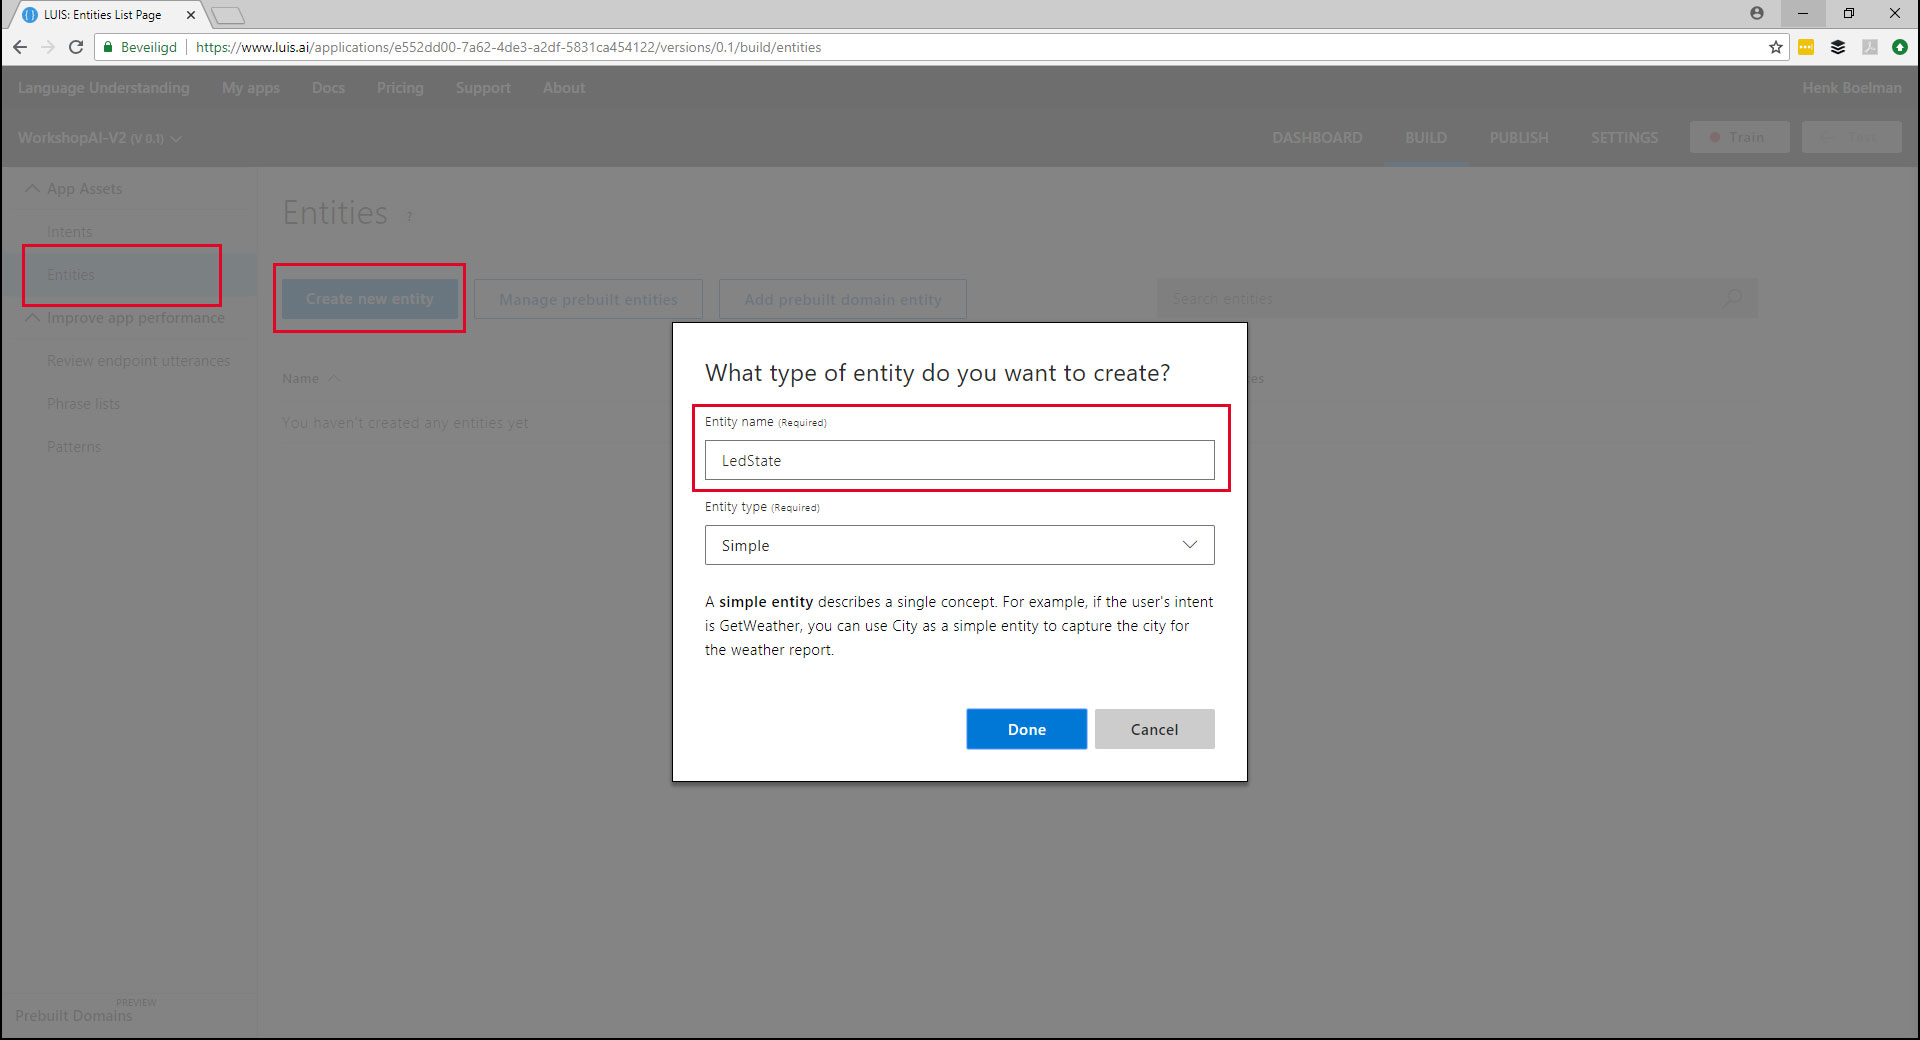 LUIS: Entities List Page
Beveiligd
https://www.luis.ai/applications/e552dd00-7a62-4de3-a2df-5831ca454122/versions/0.1/build/entities
Language Understanding My apps Docs Pricing Support About Henk Boelman
WorkshopAI-V2 (V 0.1) DASHBOARD BUILD PUBLISH SETTINGS Train Test
App Assets
Intents
Entities
Improve app performance
Review endpoint utterances
Phrase lists
Patterns
PREVIEW
Prebuilt Domains
Entities ?
Create new entity Manage prebuilt entities Add prebuilt domain entity Search entities
Name
You haven't created any entities yet
What type of entity do you want to create?
Entity name (Required)
LedState
Entity type (Required)
Simple
A simple entity describes a single concept. For example, if the user's intent
is GetWeather, you can use City as a simple entity to capture the city for
the weather report.
Done Cancel